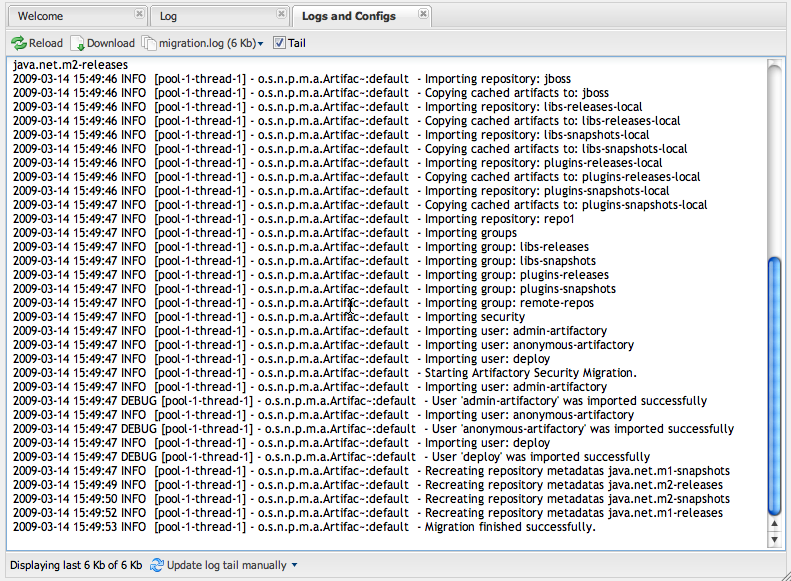 Welcome
Log
Logs and Configs
Reload Download migration.log (6 Kb) Tail
java.net.m2-releases
2009-03-14 15:49:46 INFO [pool-1-thread-1] - o.s.n.p.m.a.Artifac~:default - Importing repository: jboss
2009-03-14 15:49:46 INFO [pool-1-thread-1] - o.s.n.p.m.a.Artifac~:default - Copying cached artifacts to: jboss
2009-03-14 15:49:46 INFO [pool-1-thread-1] - o.s.n.p.m.a.Artifac~:default - Importing repository: libs-releases-local
2009-03-14 15:49:46 INFO [pool-1-thread-1] - o.s.n.p.m.a.Artifac~:default - Copying cached artifacts to: libs-releases-local
2009-03-14 15:49:46 INFO [pool-1-thread-1] - o.s.n.p.m.a.Artifac~:default - Importing repository: libs-snapshots-local
2009-03-14 15:49:46 INFO [pool-1-thread-1] - o.s.n.p.m.a.Artifac~:default - Copying cached artifacts to: libs-snapshots-local
2009-03-14 15:49:46 INFO [pool-1-thread-1] - o.s.n.p.m.a.Artifac~:default - Importing repository: plugins-releases-local
2009-03-14 15:49:46 INFO [pool-1-thread-1] - o.s.n.p.m.a.Artifac~:default - Copying cached artifacts to: plugins-releases-local
2009-03-14 15:49:46 INFO [pool-1-thread-1] - o.s.n.p.m.a.Artifac~:default - Importing repository: plugins-snapshots-local
2009-03-14 15:49:47 INFO [pool-1-thread-1] - o.s.n.p.m.a.Artifac~:default - Copying cached artifacts to: plugins-snapshots-local
2009-03-14 15:49:47 INFO [pool-1-thread-1] - o.s.n.p.m.a.Artifac~:default - Importing repository: repo1
2009-03-14 15:49:47 INFO [pool-1-thread-1] - o.s.n.p.m.a.Artifac~:default - Importing groups
2009-03-14 15:49:47 INFO [pool-1-thread-1] - o.s.n.p.m.a.Artifac~:default - Importing group: libs-releases
2009-03-14 15:49:47 INFO [pool-1-thread-1] - o.s.n.p.m.a.Artifac~:default - Importing group: libs-snapshots
2009-03-14 15:49:47 INFO [pool-1-thread-1] - o.s.n.p.m.a.Artifac~:default - Importing group: plugins-releases
2009-03-14 15:49:47 INFO [pool-1-thread-1] - o.s.n.p.m.a.Artifac~:default - Importing group: plugins-snapshots
2009-03-14 15:49:47 INFO [pool-1-thread-1] - o.s.n.p.m.a.Artifac~:default - Importing group: remote-repos
2009-03-14 15:49:47 INFO [pool-1-thread-1] - o.s.n.p.m.a.Artifac~:default - Importing security
2009-03-14 15:49:47 INFO [pool-1-thread-1] - o.s.n.p.m.a.Artifac~:default - Importing user: admin-artifactory
2009-03-14 15:49:47 INFO [pool-1-thread-1] - o.s.n.p.m.a.Artifac~:default - Importing user: anonymous-artifactory
2009-03-14 15:49:47 INFO [pool-1-thread-1] - o.s.n.p.m.a.Artifac~:default - Importing user: deploy
2009-03-14 15:49:47 INFO [pool-1-thread-1] - o.s.n.p.m.a.Artifac~:default - Starting Artifactory Security Migration.
2009-03-14 15:49:47 INFO [pool-1-thread-1] - o.s.n.p.m.a.Artifac~:default - Importing user: admin-artifactory
2009-03-14 15:49:47 DEBUG [pool-1-thread-1] - o.s.n.p.m.a.Artifac~:default - User 'admin-artifactory' was imported successfully
2009-03-14 15:49:47 INFO [pool-1-thread-1] - o.s.n.p.m.a.Artifac~:default - Importing user: anonymous-artifactory
2009-03-14 15:49:47 DEBUG [pool-1-thread-1] - o.s.n.p.m.a.Artifac~:default - User 'anonymous-artifactory' was imported successfully
2009-03-14 15:49:47 INFO [pool-1-thread-1] - o.s.n.p.m.a.Artifac~:default - Importing user: deploy
2009-03-14 15:49:47 DEBUG [pool-1-thread-1] - o.s.n.p.m.a.Artifac~:default - User 'deploy' was imported successfully
2009-03-14 15:49:47 INFO [pool-1-thread-1] - o.s.n.p.m.a.Artifac~:default - Recreating repository metadatas java.net.m1-snapshots
2009-03-14 15:49:49 INFO [pool-1-thread-1] - o.s.n.p.m.a.Artifac~:default - Recreating repository metadatas java.net.m2-releases
2009-03-14 15:49:50 INFO [pool-1-thread-1] - o.s.n.p.m.a.Artifac~:default - Recreating repository metadatas java.net.m2-snapshots
2009-03-14 15:49:52 INFO [pool-1-thread-1] - o.s.n.p.m.a.Artifac~:default - Recreating repository metadatas java.net.m1-releases
2009-03-14 15:49:53 INFO [pool-1-thread-1] - o.s.n.p.m.a.Artifac~:default - Migration finished successfully.
Displaying last 6 Kb of 6 Kb Update log tail manually